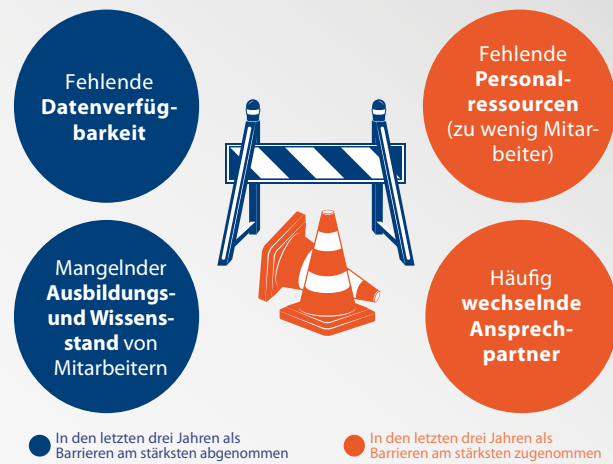 Fehlende
Datenverfüg-
barkeit
Fehlende
Personal-
ressourcen
(zu wenig Mitar-
beiter)
Mangelnder
Ausbildungs-
und Wissens-
stand von
Mitarbeitern
Häufig
wechselnde
Ansprech-
partner
In den letzten drei Jahren als
Barrieren am stärksten abgenommen
In den letzten drei Jahren als
Barrieren am stärksten zugenommen